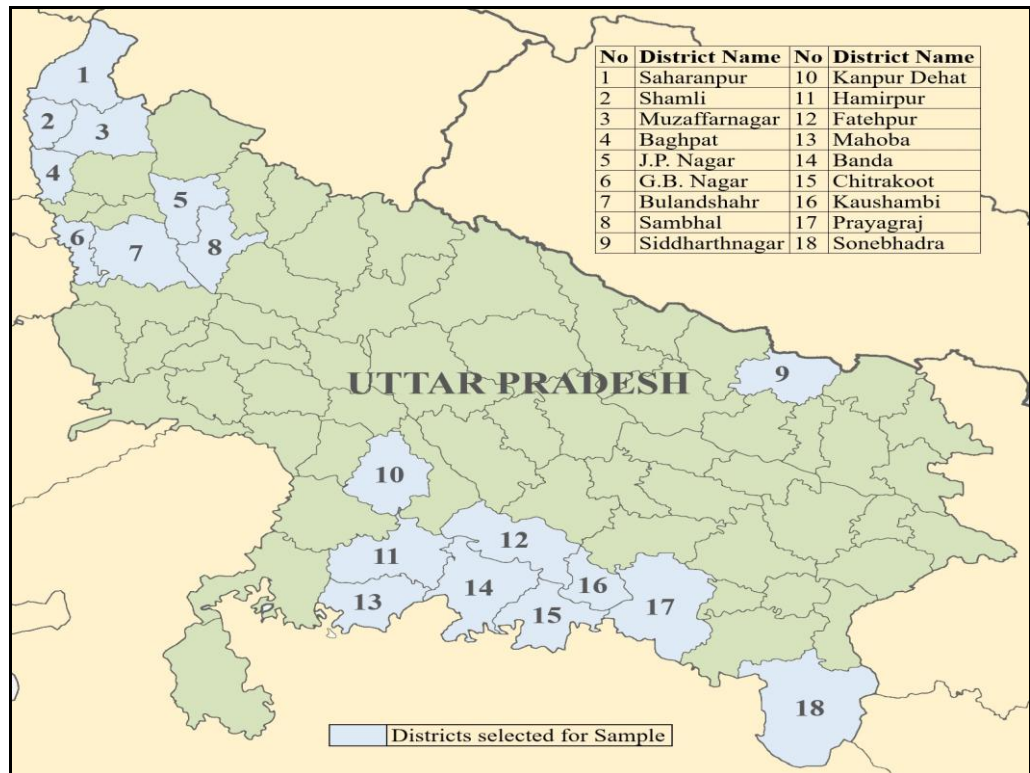 No District Name No District Name
1 Saharanpur 10 Kanpur Dehat
2 Shamli 11 Hamirpur
3 Muzaffarnagar 12 Fatehpur
4 Baghpat 13 Mahoba
5 J.P. Nagar 14 Banda
6 G.B. Nagar 15 Chitrakoot
7 Bulandshahr 16 Kaushambi
8 Sambhal 17 Prayagraj
9 Siddharthnagar 18 Sonebhadra
1
2
3
4
5
6
7
8
UTTAR PRADESH
9
10
11
12
13
14
15
16
17
18
Districts selected for Sample